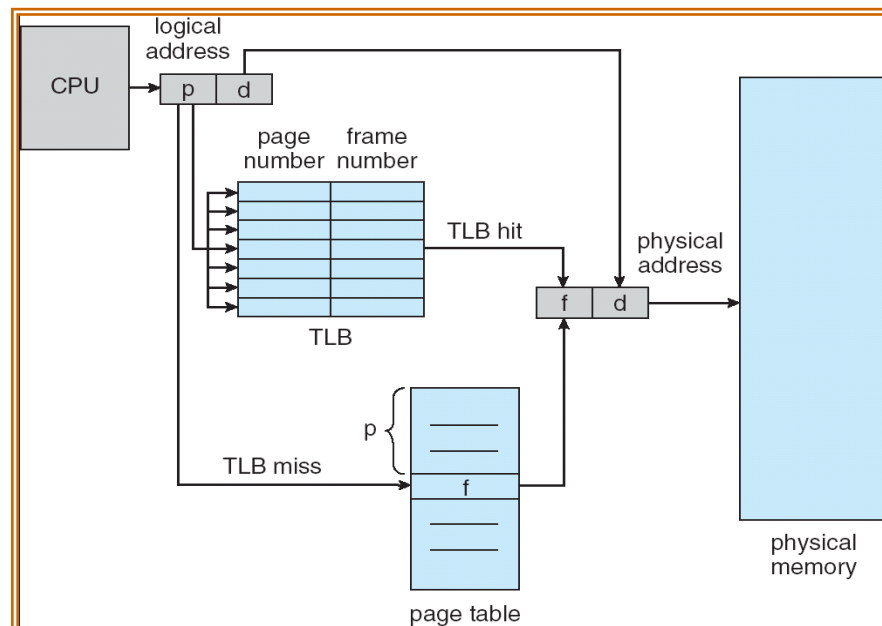 logical
address
CPU
p
d
page
number
frame
number
TLB hit
physical
address
f
d
TLB
p
TLB miss
f
physical
memory
page table